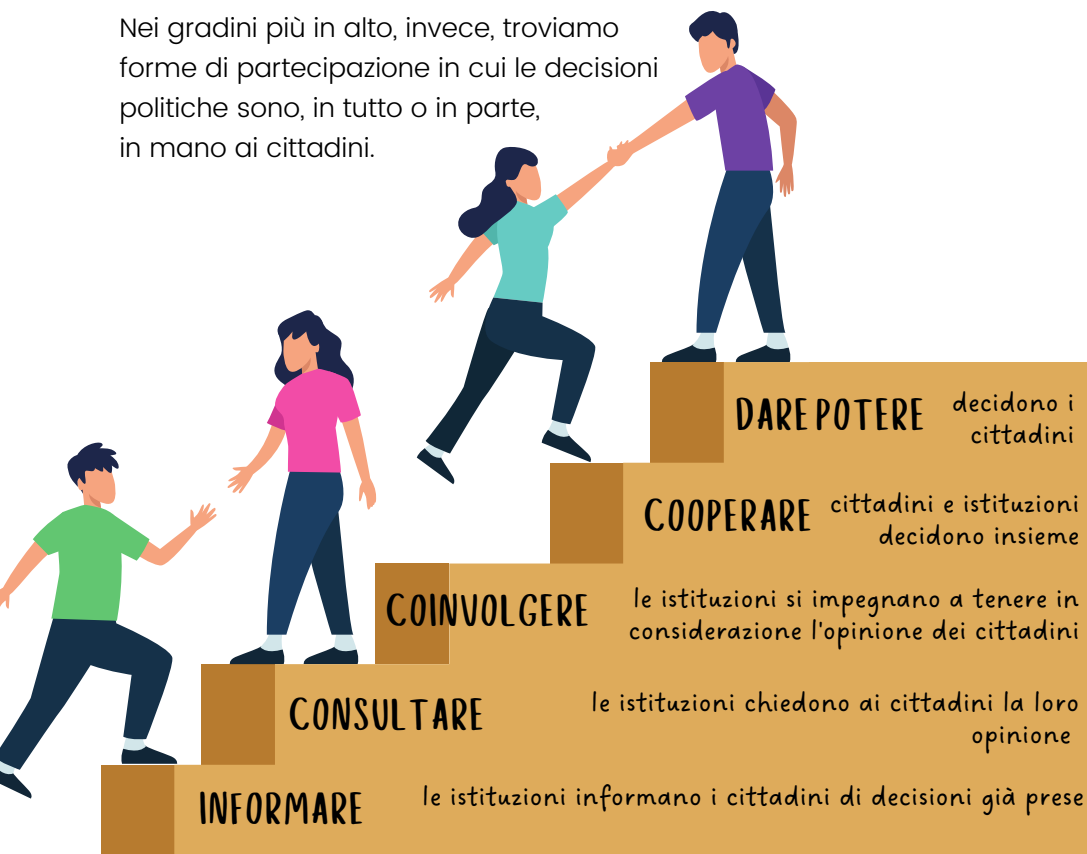 Nei gradini più in alto, invece, troviamo
forme di partecipazione in cui le decisioni
politiche sono, in tutto o in parte,
in mano ai cittadini.
DARE POTERE
decidono i
cittadini
COOPERARE
cittadini e istituzioni
decidono insieme
COINVOLGERE
le istituzioni si impegnano a tenere in
considerazione l'opinione dei cittadini
CONSULTARE
le istituzioni chiedono ai cittadini la loro
opinione
INFORMARE
le istituzioni informano i cittadini di decisioni già prese